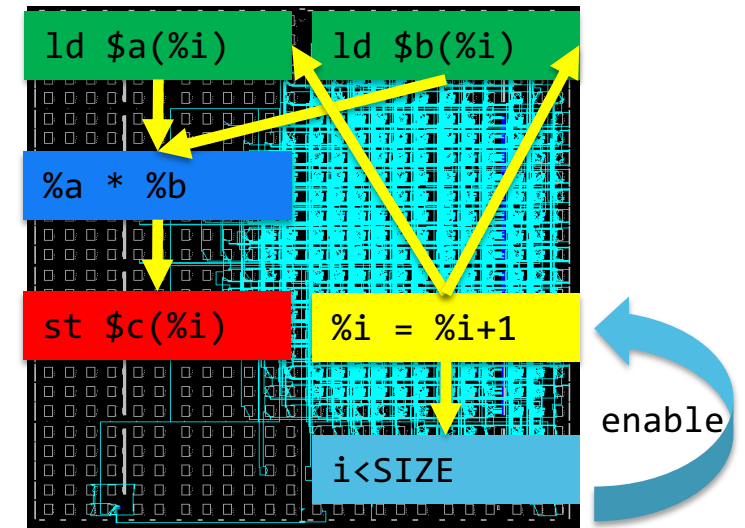 ld $a(%i)
ld $b(%i)
%a * %b
st $c(%i)
%i = %i+1
enable
i<SIZE